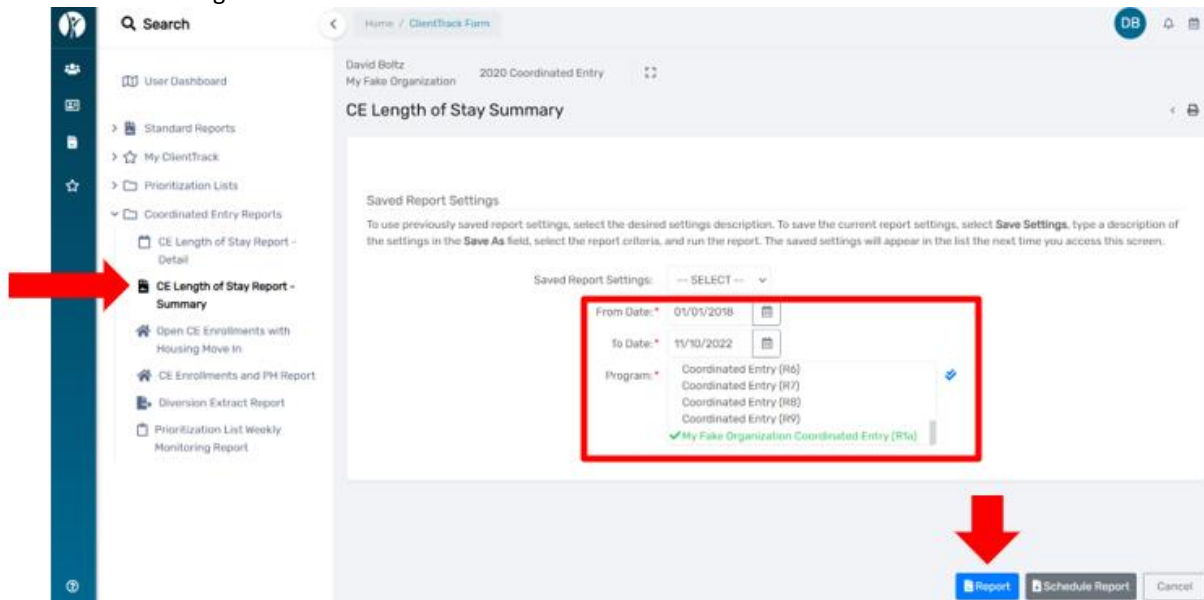 Search
Home / ClientTrack Form
DB
User Dashboard
Standard Reports
My ClientTrack
Prioritization Lists
Coordinated Entry Reports
CE Length of Stay Report -
Detail
CE Length of Stay Report -
Summary
Open CE Enrollments with
Housing Move In
CE Enrollments and PH Report
Diversion Extract Report
Prioritization List Weekly
Monitoring Report
David Boltz
My Fake Organization
2020 Coordinated Entry
CE Length of Stay Summary
Saved Report Settings
To use previously saved report settings, select the desired settings description. To save the current report settings, select Save Settings, type a description of
the settings in the Save As field, select the report criteria, and run the report. The saved settings will appear in the list the next time you access this screen.
Saved Report Settings: -- SELECT --
From Date:* 01/01/2018
To Date:* 11/10/2022
Program:*
Coordinated Entry (R6)
Coordinated Entry (R7)
Coordinated Entry (R8)
Coordinated Entry (R9)
My Fake Organization Coordinated Entry (R1a)
Report
Schedule Report
Cancel